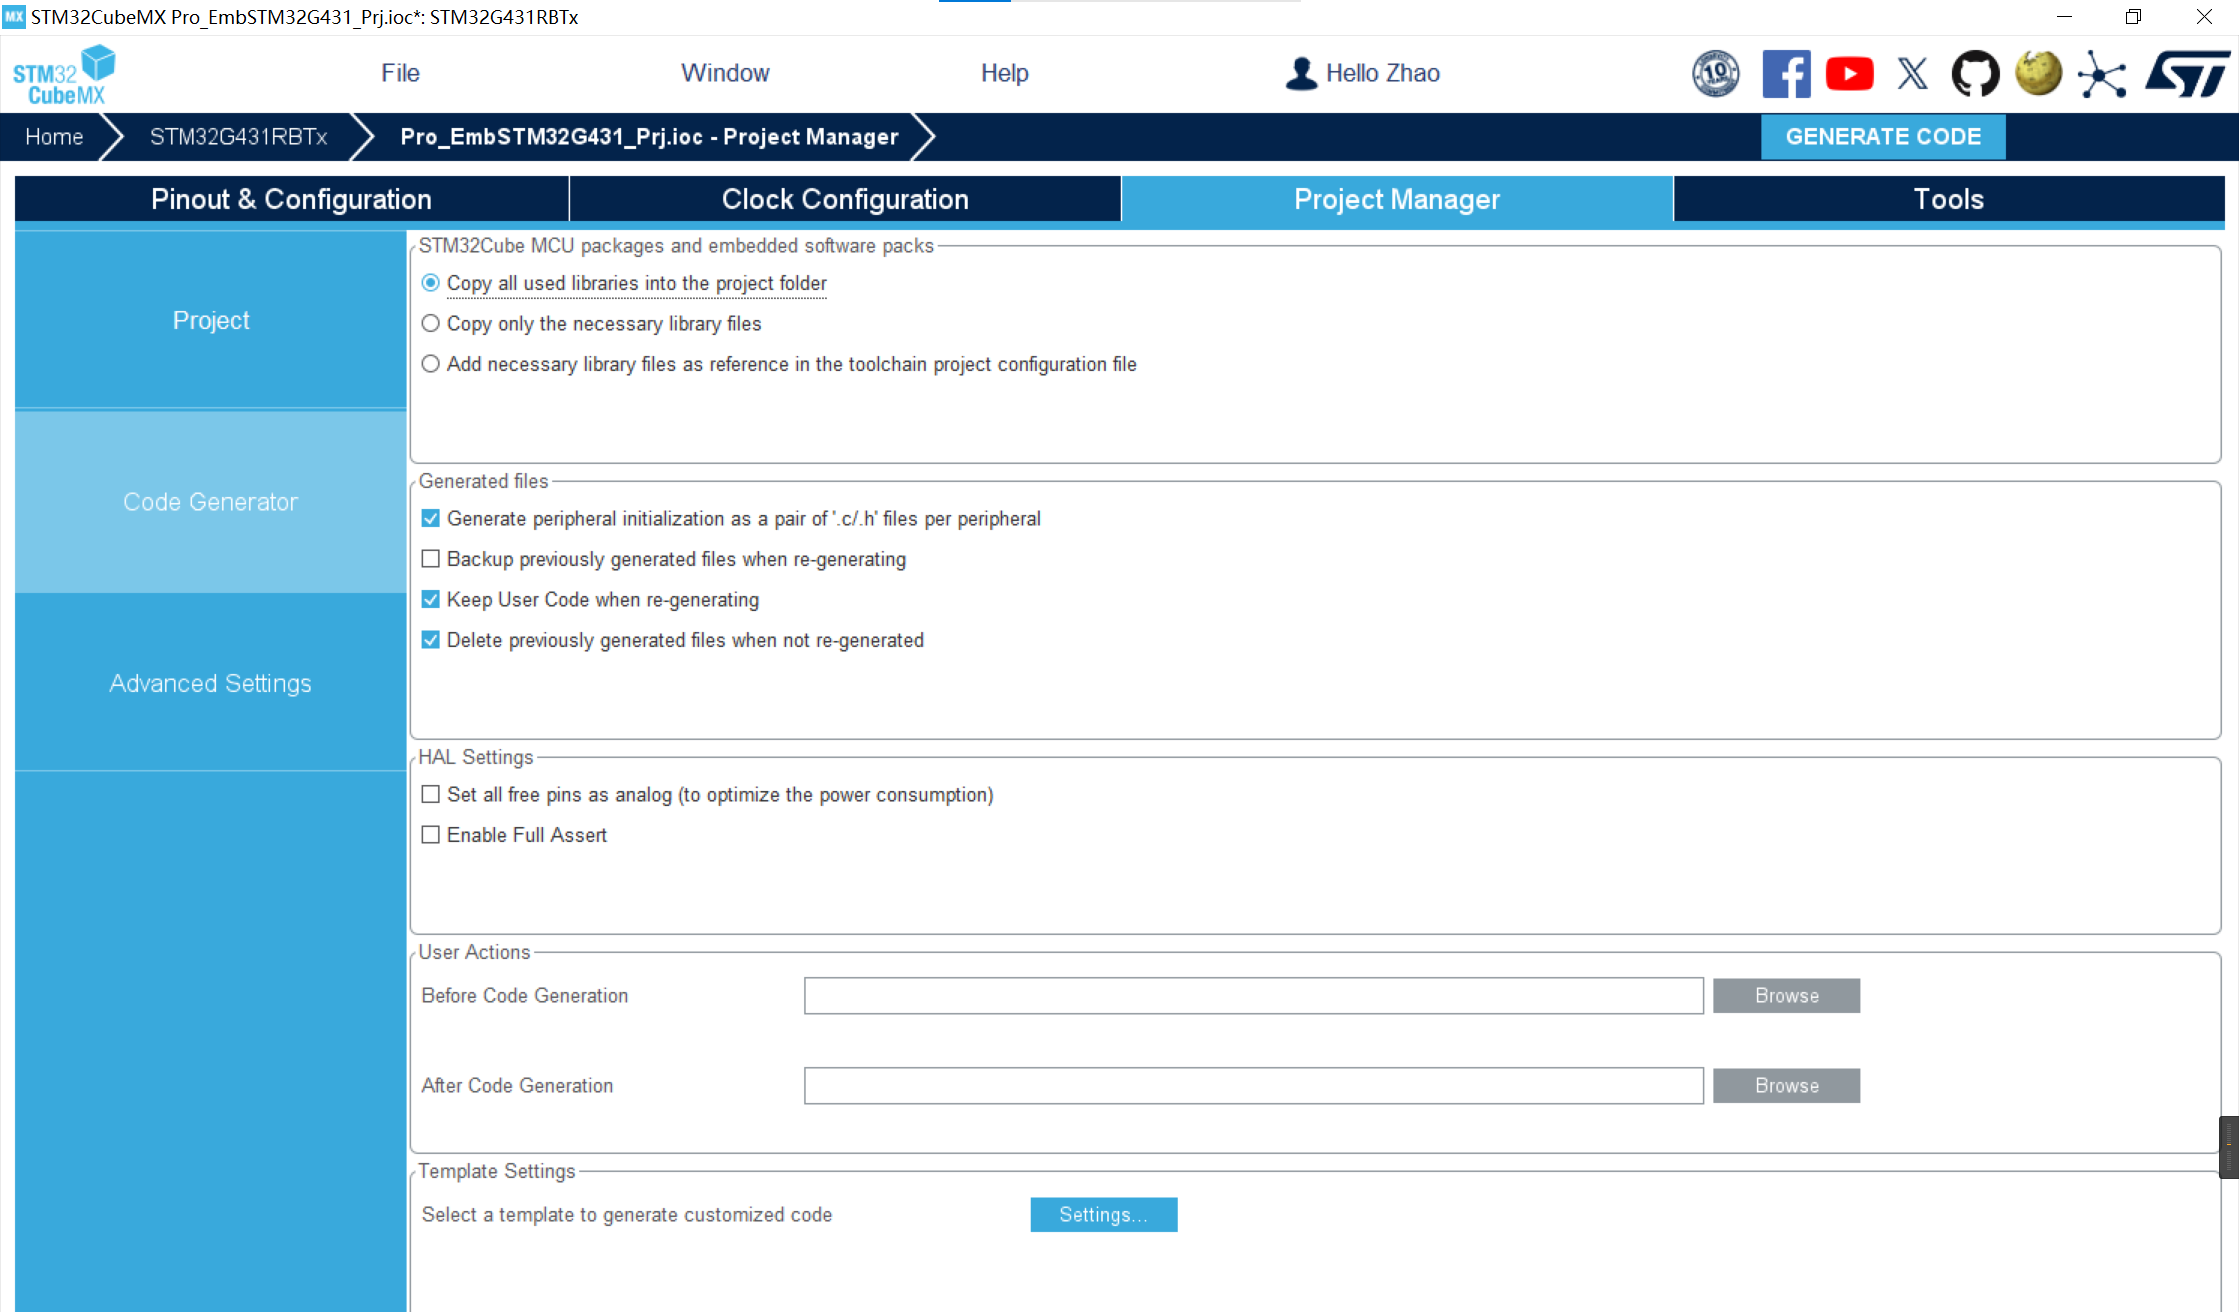 MX STM32CubeMX Pro_EmbSTM32G431_Prj.ioc*: STM32G431RBTx
STM32
CubeMX
File Window Help Hello Zhao
10
YEARS
ST
Home STM32G431RBTx Pro_EmbSTM32G431_Prj.ioc - Project Manager GENERATE CODE
Pinout & Configuration Clock Configuration Project Manager Tools
Project
Code Generator
Advanced Settings
STM32Cube MCU packages and embedded software packs
Copy all used libraries into the project folder
Copy only the necessary library files
Add necessary library files as reference in the toolchain project configuration file
Generated files
Generate peripheral initialization as a pair of '.c/.h' files per peripheral
Backup previously generated files when re-generating
Keep User Code when re-generating
Delete previously generated files when not re-generated
HAL Settings
Set all free pins as analog (to optimize the power consumption)
Enable Full Assert
User Actions
Before Code Generation Browse
After Code Generation Browse
Template Settings
Select a template to generate customized code Settings...